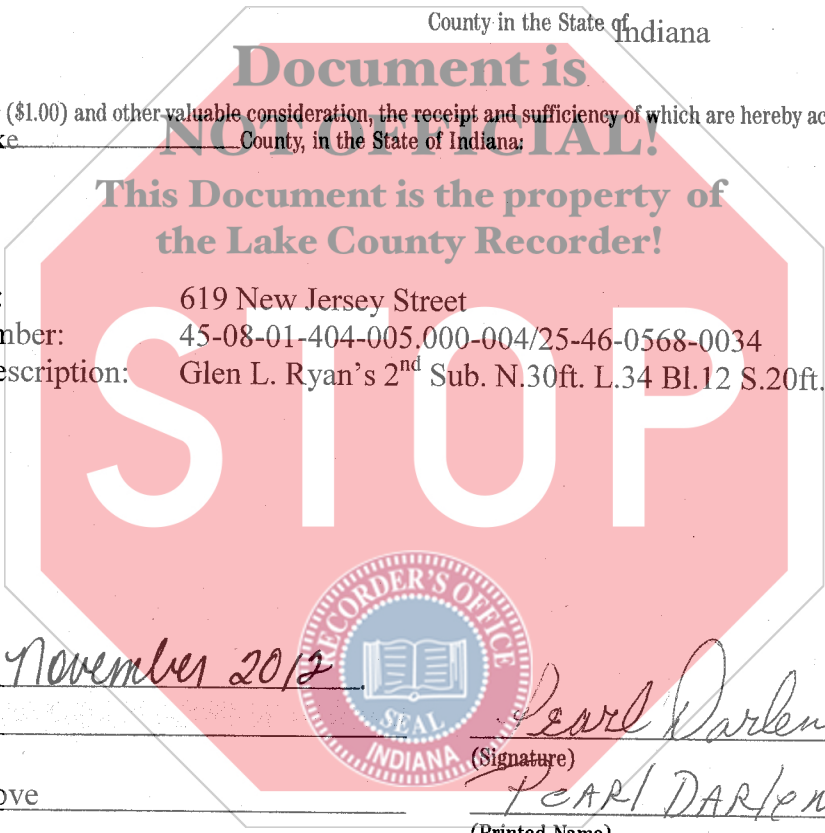 County in the State of Indiana
Document is
($1.00) and other valuable consideration, the receipt and sufficiency of which are hereby ac
NOT OFFICIAL!
ke County, in the State of Indiana:
This Document is the property of
the Lake County Recorder!
: 619 New Jersey Street
mber: 45-08-01-404-005.000-004/25-46-0568-0034
escription: Glen L. Ryan's 2nd Sub. N.30ft. L.34 Bl.12 S.20ft.
STOP
RECORDER'S OFFICE
SEAL
INDIANA
November 2012.
Pearl Darlen
(Signature)
PEARl DARlen
ove
(Printed Name)